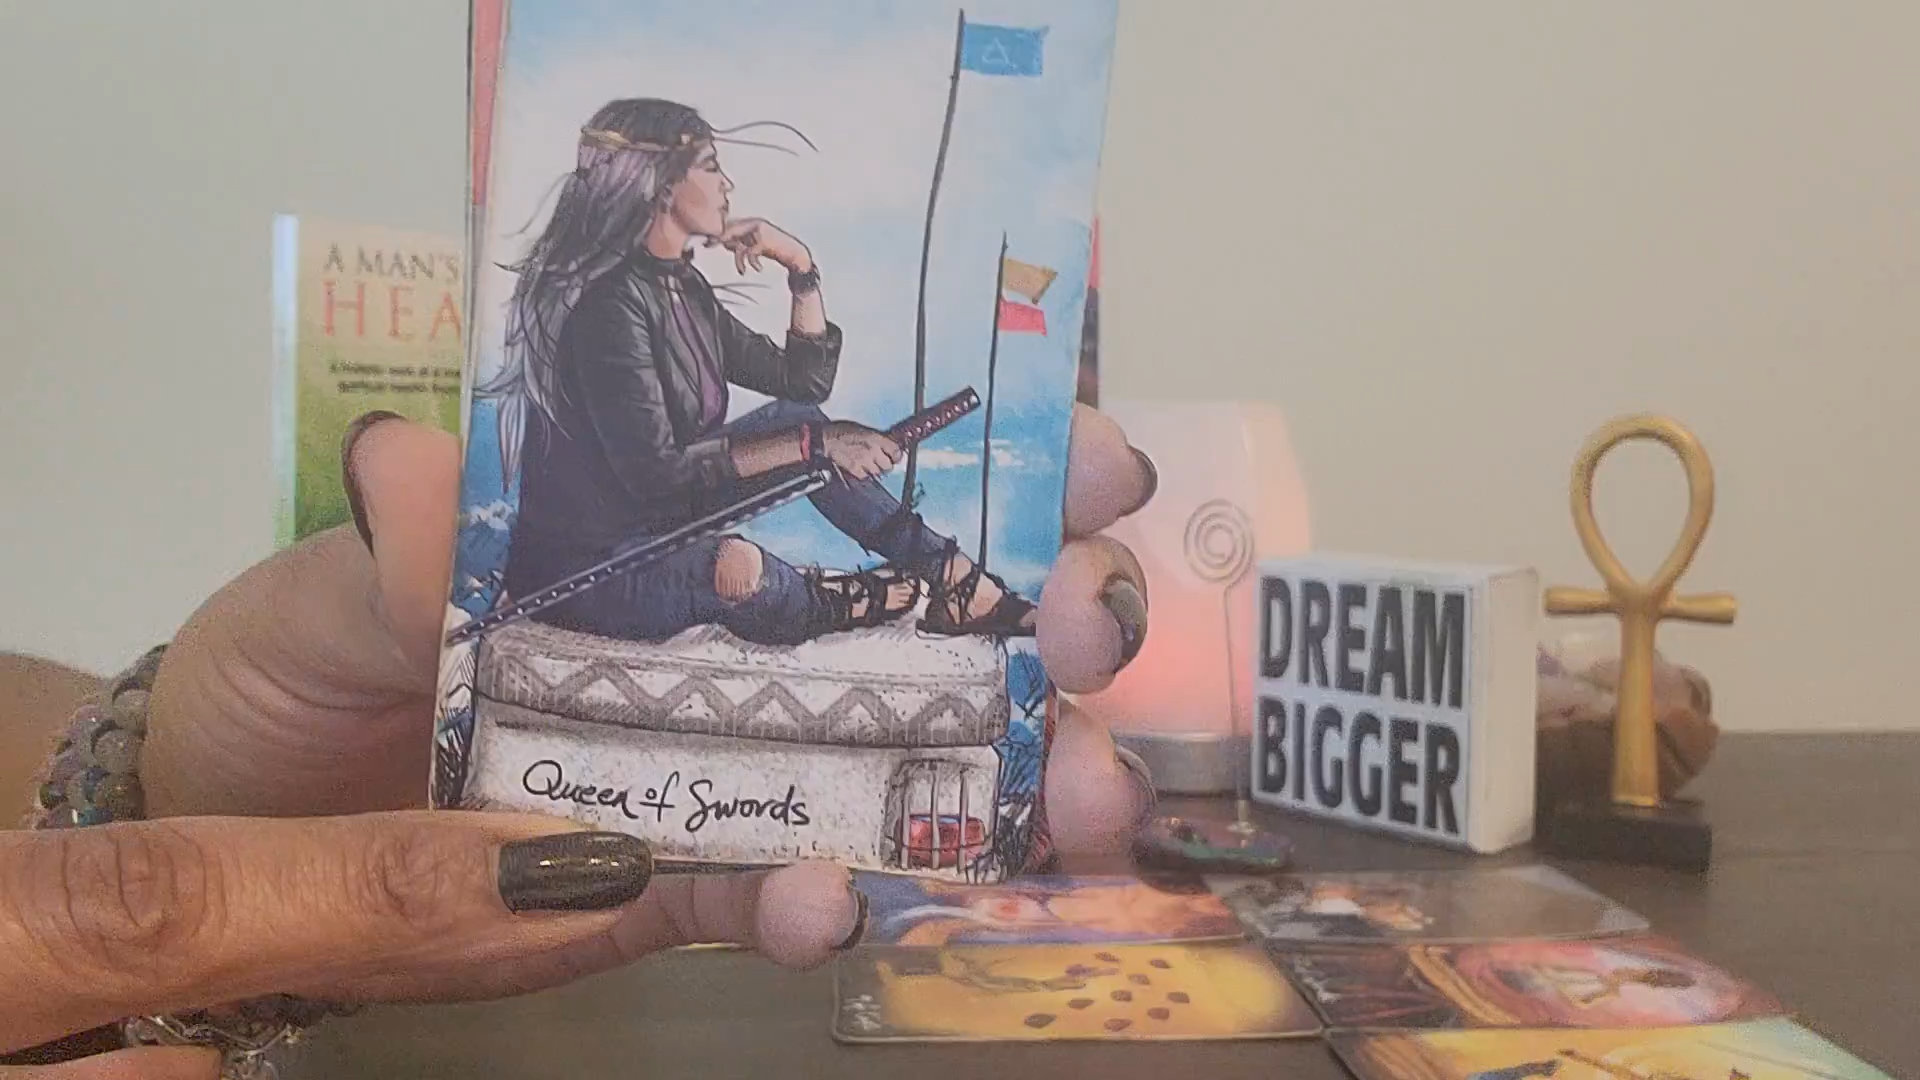 A MAN'S
HEA
Queen of Swords
DREAM
BIGGER